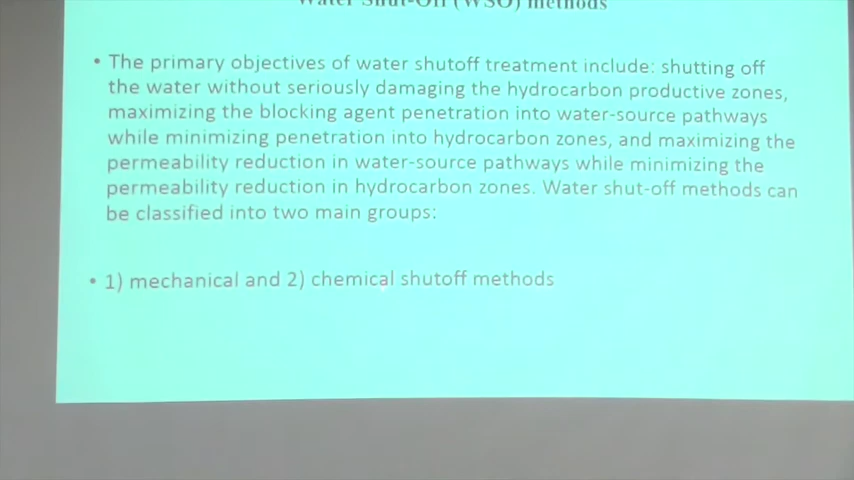 Water Shut-Off (WSO) methods
• The primary objectives of water shutoff treatment include: shutting off
the water without seriously damaging the hydrocarbon productive zones,
maximizing the blocking agent penetration into water-source pathways
while minimizing penetration into hydrocarbon zones, and maximizing the
permeability reduction in water-source pathways while minimizing the
permeability reduction in hydrocarbon zones. Water shut-off methods can
be classified into two main groups:
• 1) mechanical and 2) chemical shutoff methods